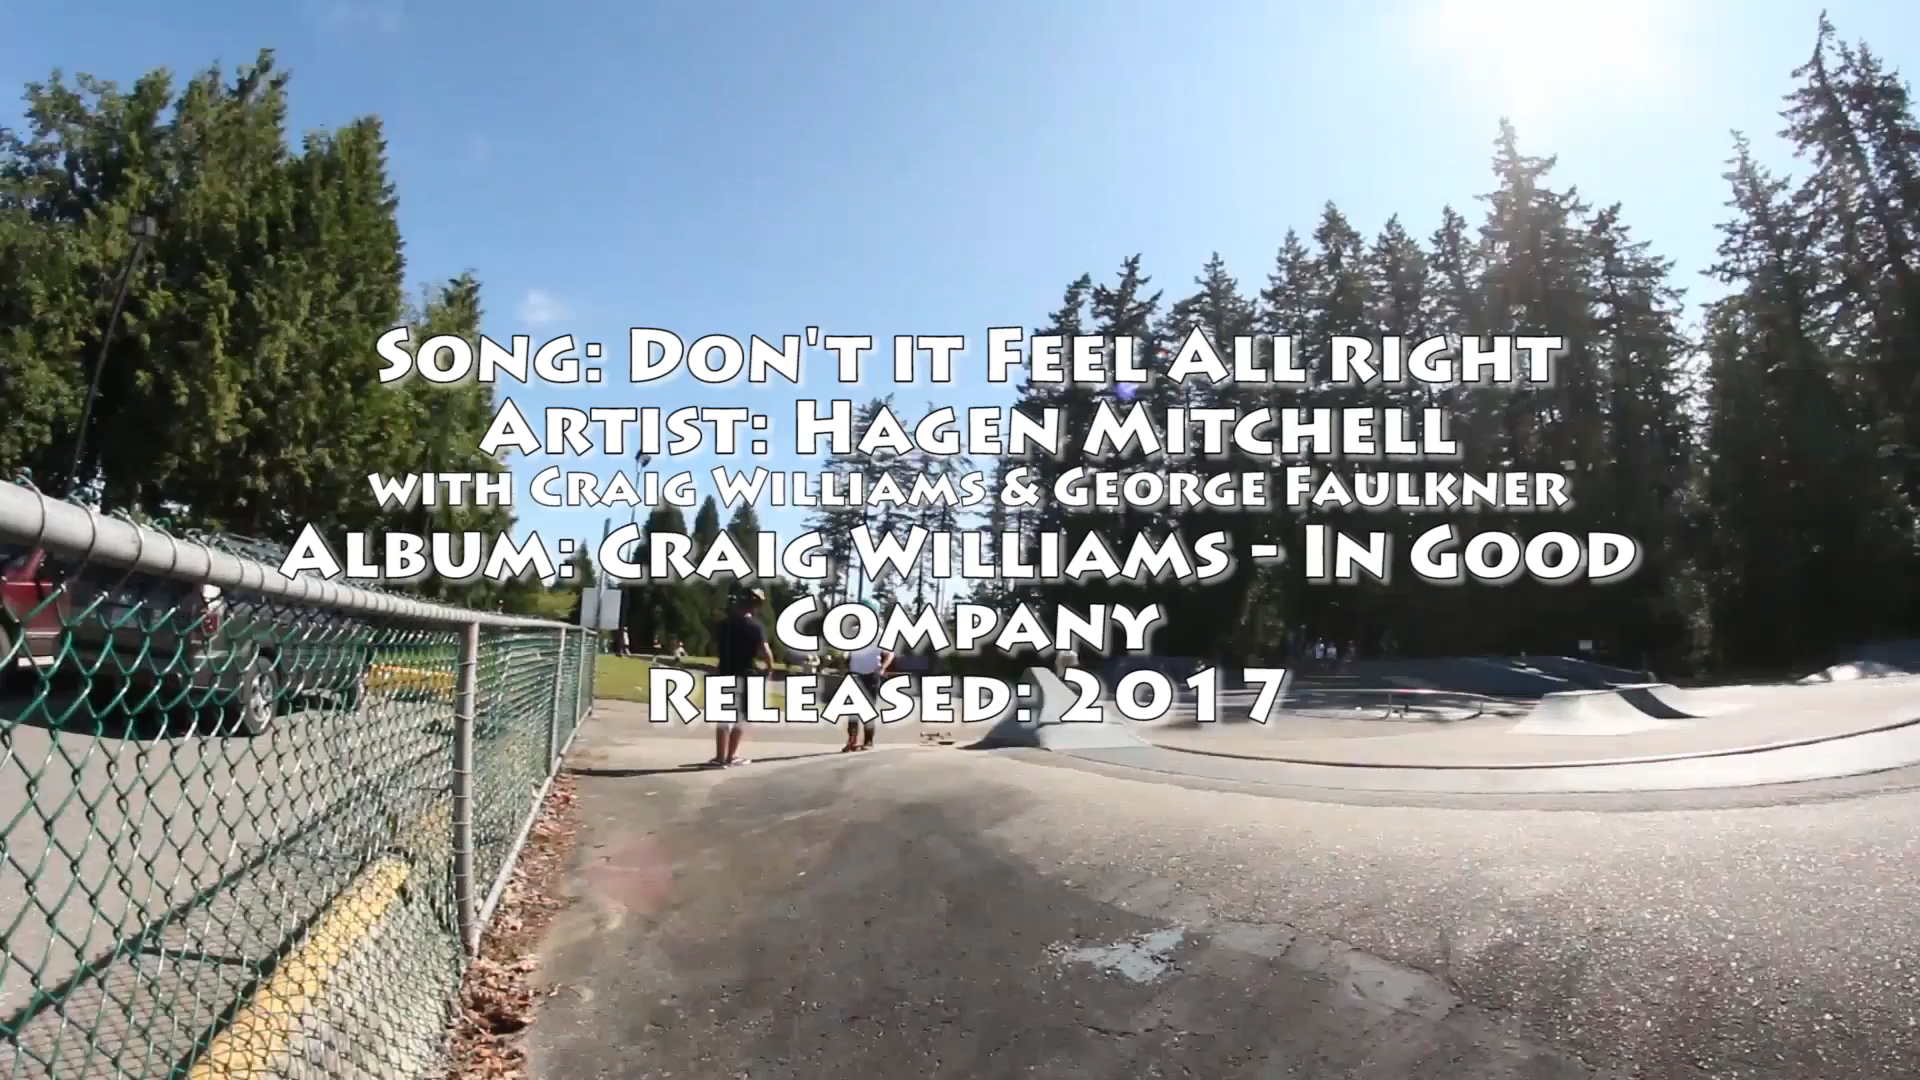 Song: Don't it Feel All right
Artist: Hagen Mitchell
with Craig Williams & George Faulkner
Album: Craig Williams - In Good
Company
Released: 2017